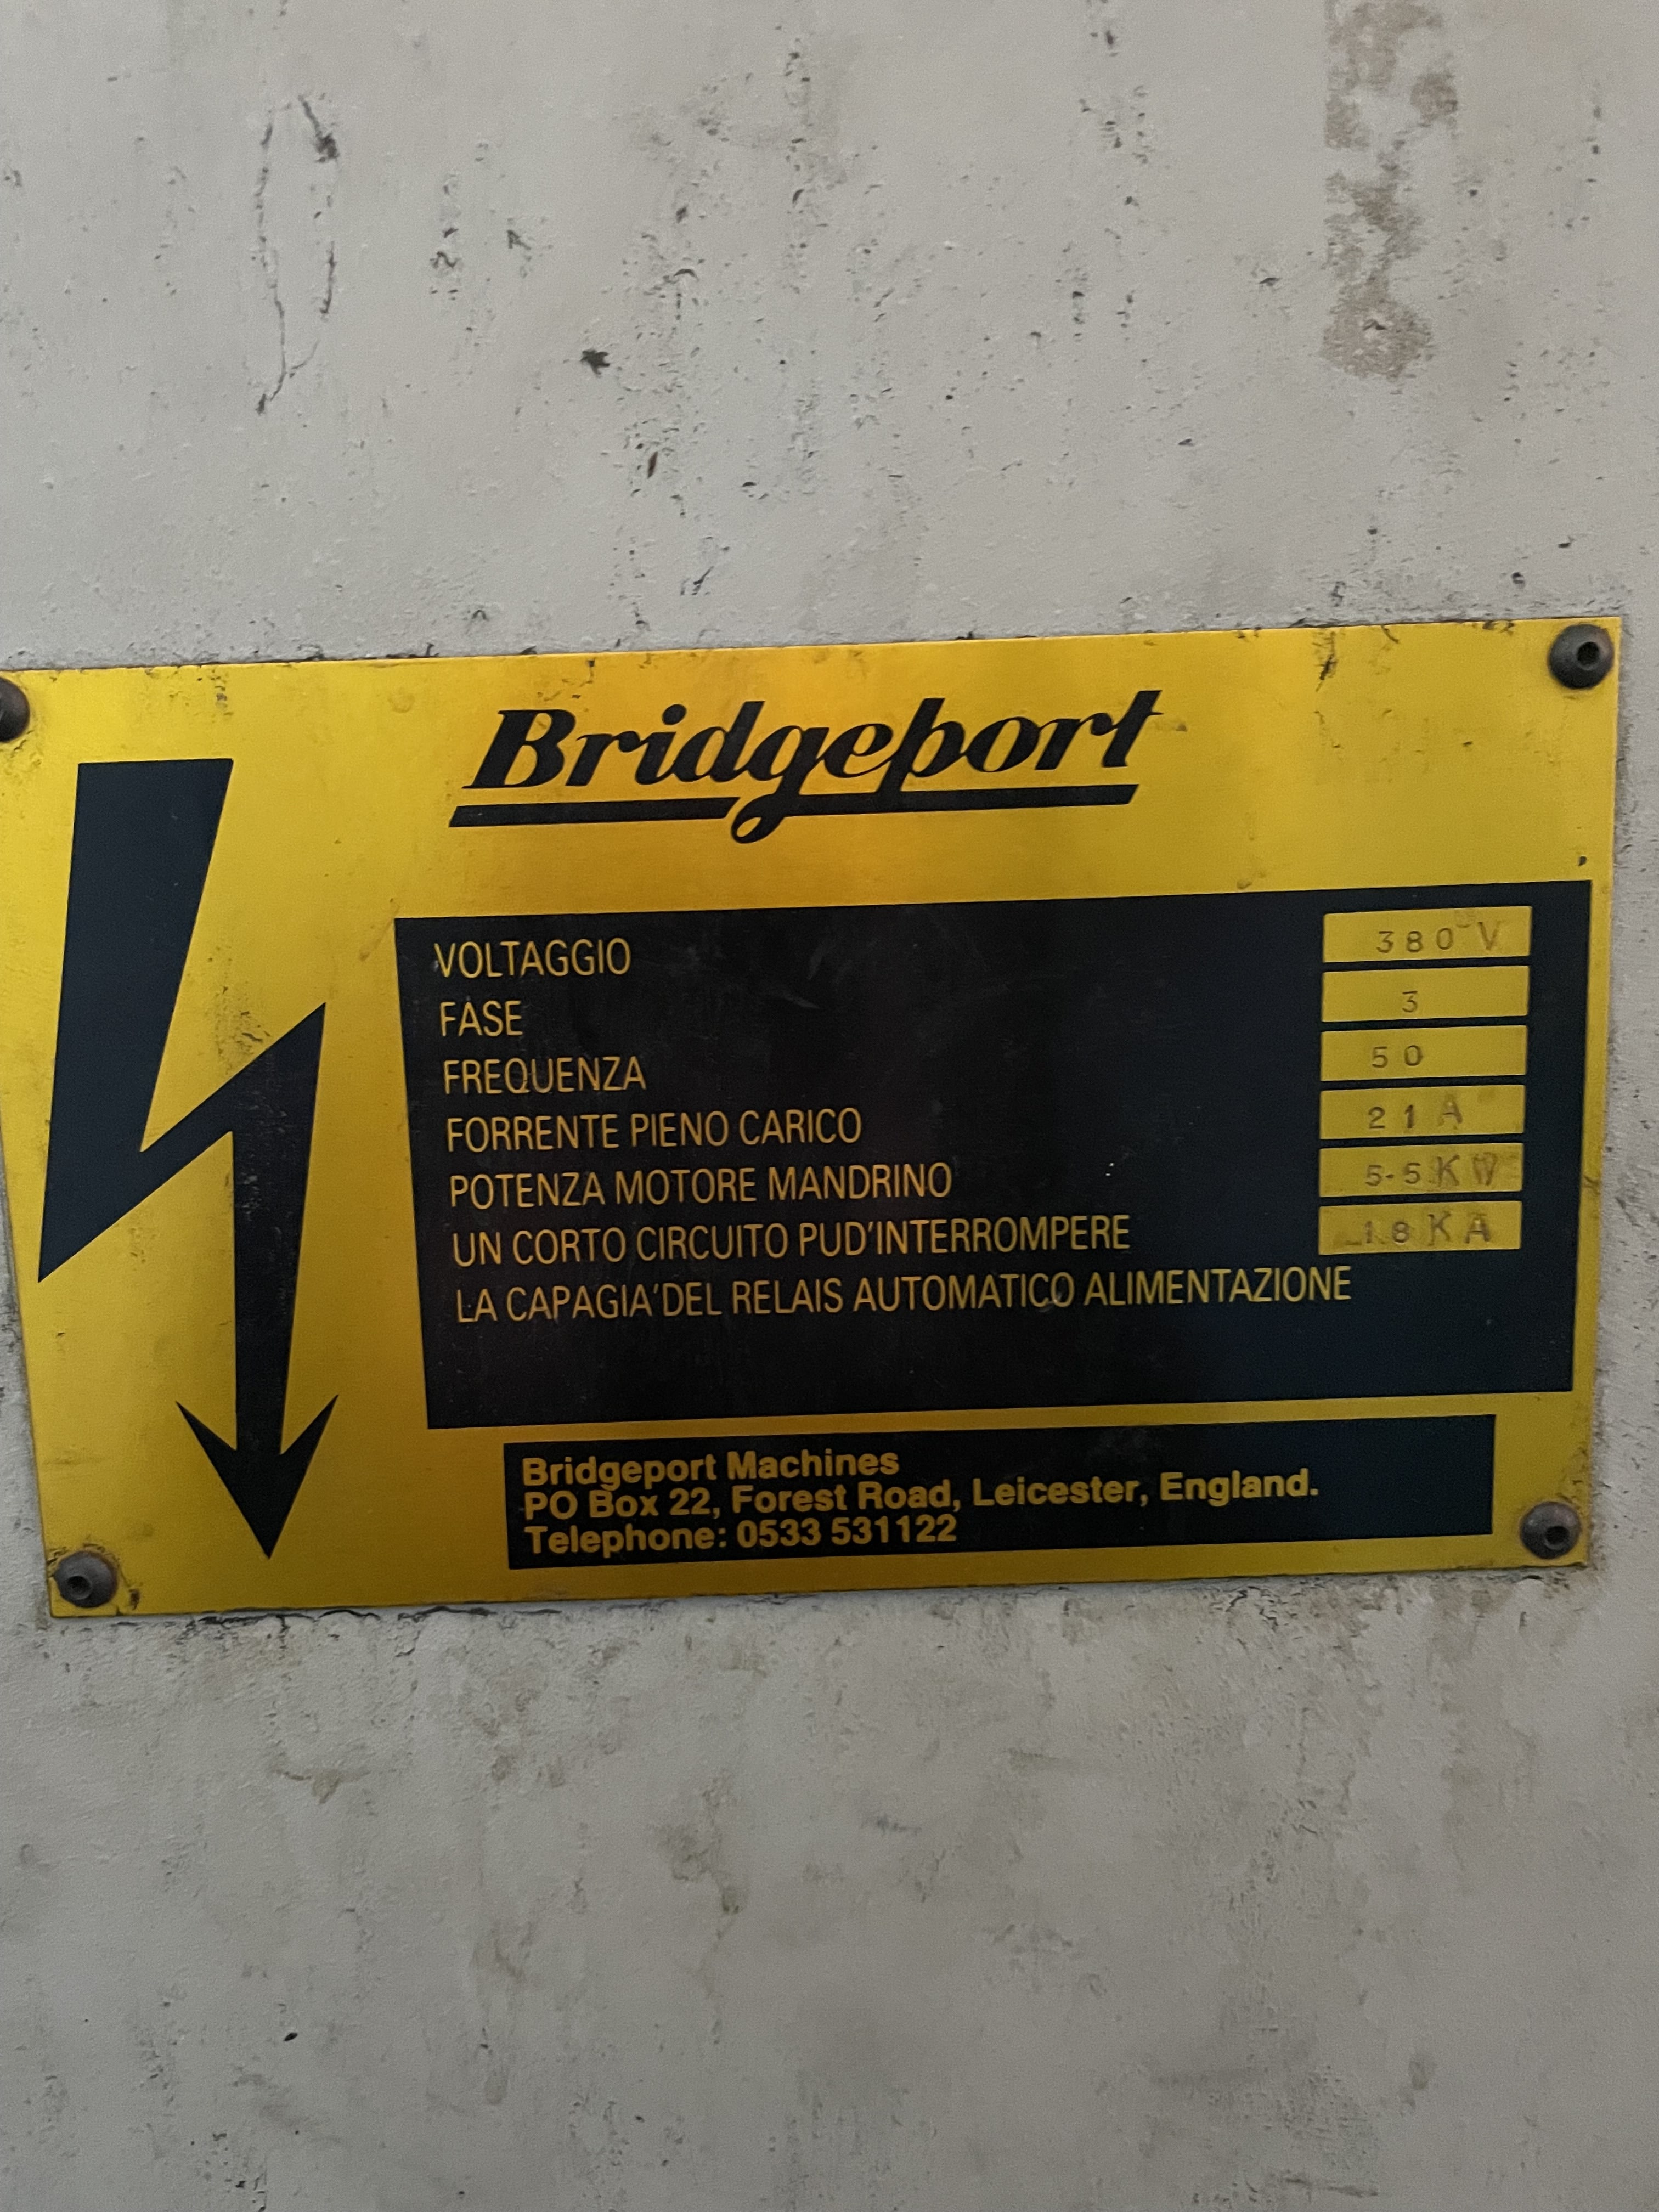 Bridgeport
VOLTAGGIO 380 V
FASE 3
FREQUENZA 50
FORRENTE PIENO CARICO 21 A
POTENZA MOTORE MANDRINO 5-5 KW
UN CORTO CIRCUITO PUD'INTERROMPERE 18 KA
LA CAPAGIA'DEL RELAIS AUTOMATICO ALIMENTAZIONE
Bridgeport Machines
PO Box 22, Forest Road, Leicester, England.
Telephone: 0533 531122